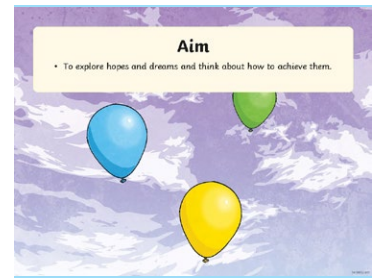 Aim
• To explore hopes and dreams and think about how to achieve them.